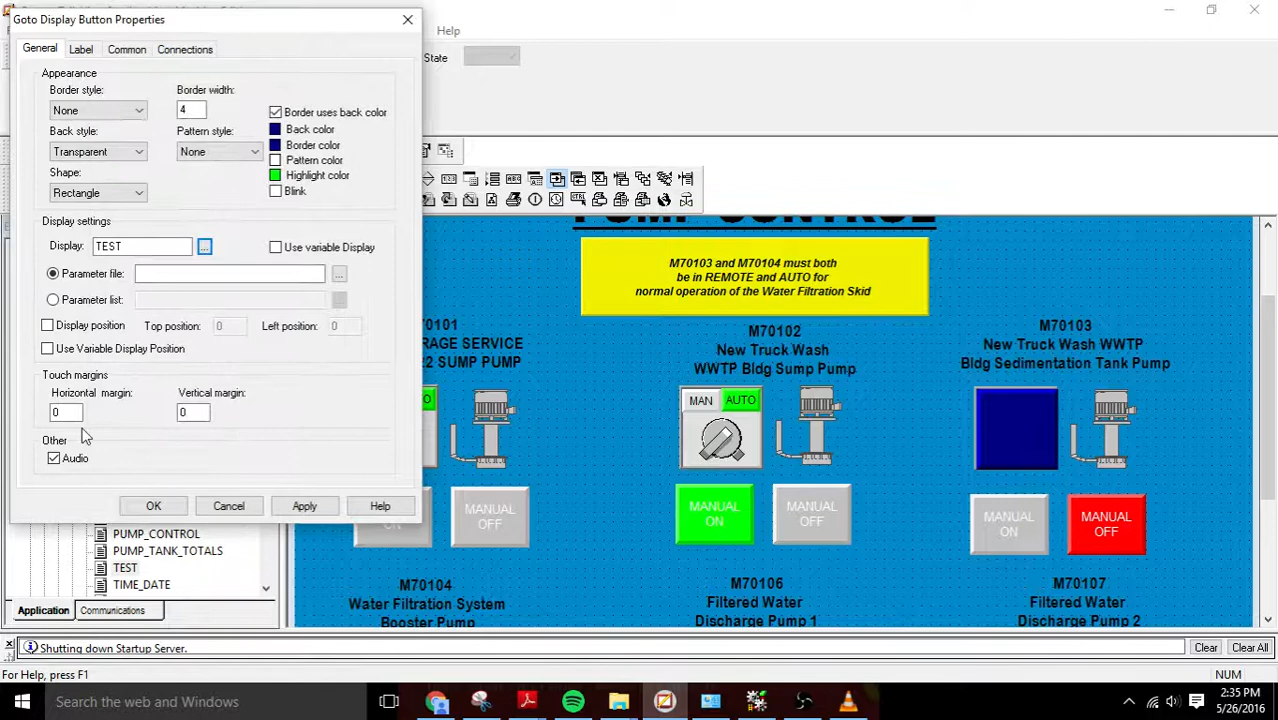 Goto Display Button Properties
Help
General Label Common Connections
State
Appearance
Border style: Border width:
None 4 Border uses back color
Back style: Pattern style: Back color
Border color
Transparent None Pattern color
Shape: Highlight color
Rectangle Blink
Display settings
Display: TEST ... Use variable Display
Parameter file: ...
Parameter list: ...
Display position Top position: 0 Left position: 0
Use Variable Display Position
Touch margins
Horizontal margin: Vertical margin:
0 0
Other
Audio
OK Cancel Apply Help
PUMP_CONTROL
PUMP_TANK_TOTALS
TEST
TIME_DATE
Application Communications
PUMP CONTROL
M70103 and M70104 must both
be in REMOTE and AUTO for
normal operation of the Water Filtration Skid
70101
RAGE SERVICE
22 SUMP PUMP
O
MANUAL
OFF
ON
M70102
New Truck Wash
WWTP Bldg Sump Pump
MAN AUTO
MANUAL
ON
MANUAL
OFF
M70103
New Truck Wash WWTP
Bldg Sedimentation Tank Pump
MANUAL
ON
MANUAL
OFF
M70104
Water Filtration System
Booster Pump
M70106
Filtered Water
Discharge Pump 1
M70107
Filtered Water
Discharge Pump 2
Shutting down Startup Server. Clear Clear All
For Help, press F1 NUM
Search the web and Windows
2:35 PM
5/26/2016